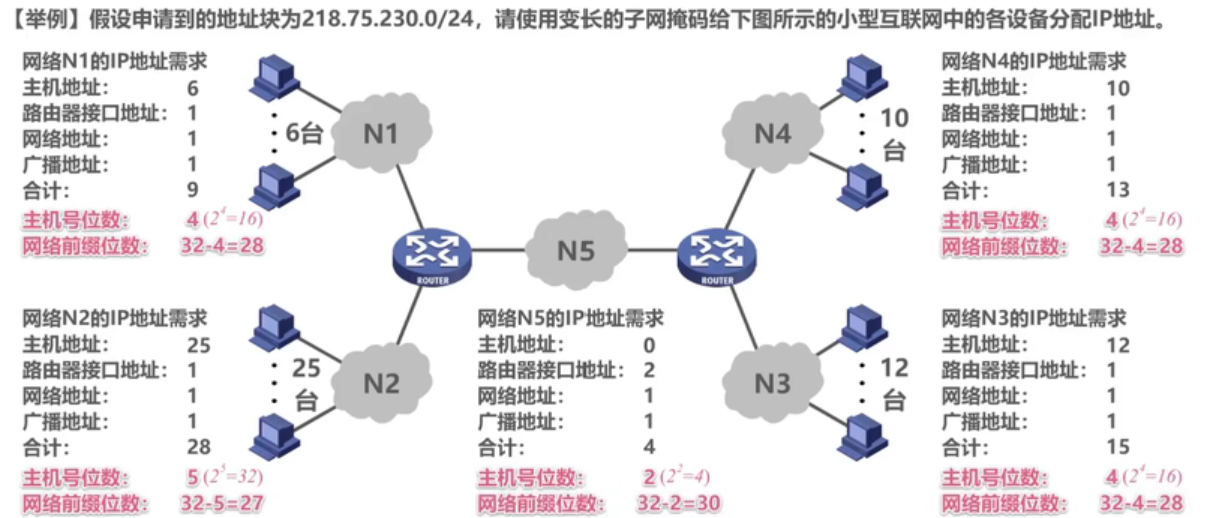 【举例】假设申请到的地址块为218.75.230.0/24，请使用变长的子网掩码给下图所示的小型互联网中的各设备分配IP地址。
网络N1的IP地址需求
主机地址： 6
路由器接口地址： 1
网络地址： 1
广播地址： 1
合计： 9
主机号位数： 4 (2⁴=16)
网络前缀位数： 32-4=28
6台
N1
N4
10
台
网络N4的IP地址需求
主机地址： 10
路由器接口地址： 1
网络地址： 1
广播地址： 1
合计： 13
主机号位数： 4 (2⁴=16)
网络前缀位数： 32-4=28
ROUTER
N5
ROUTER
网络N2的IP地址需求
主机地址： 25
路由器接口地址： 1
网络地址： 1
广播地址： 1
合计： 28
主机号位数： 5 (2⁵=32)
网络前缀位数： 32-5=27
25
台
N2
网络N5的IP地址需求
主机地址： 0
路由器接口地址： 2
网络地址： 1
广播地址： 1
合计： 4
主机号位数： 2 (2²=4)
网络前缀位数： 32-2=30
N3
12
台
网络N3的IP地址需求
主机地址： 12
路由器接口地址： 1
网络地址： 1
广播地址： 1
合计： 15
主机号位数： 4 (2⁴=16)
网络前缀位数： 32-4=28